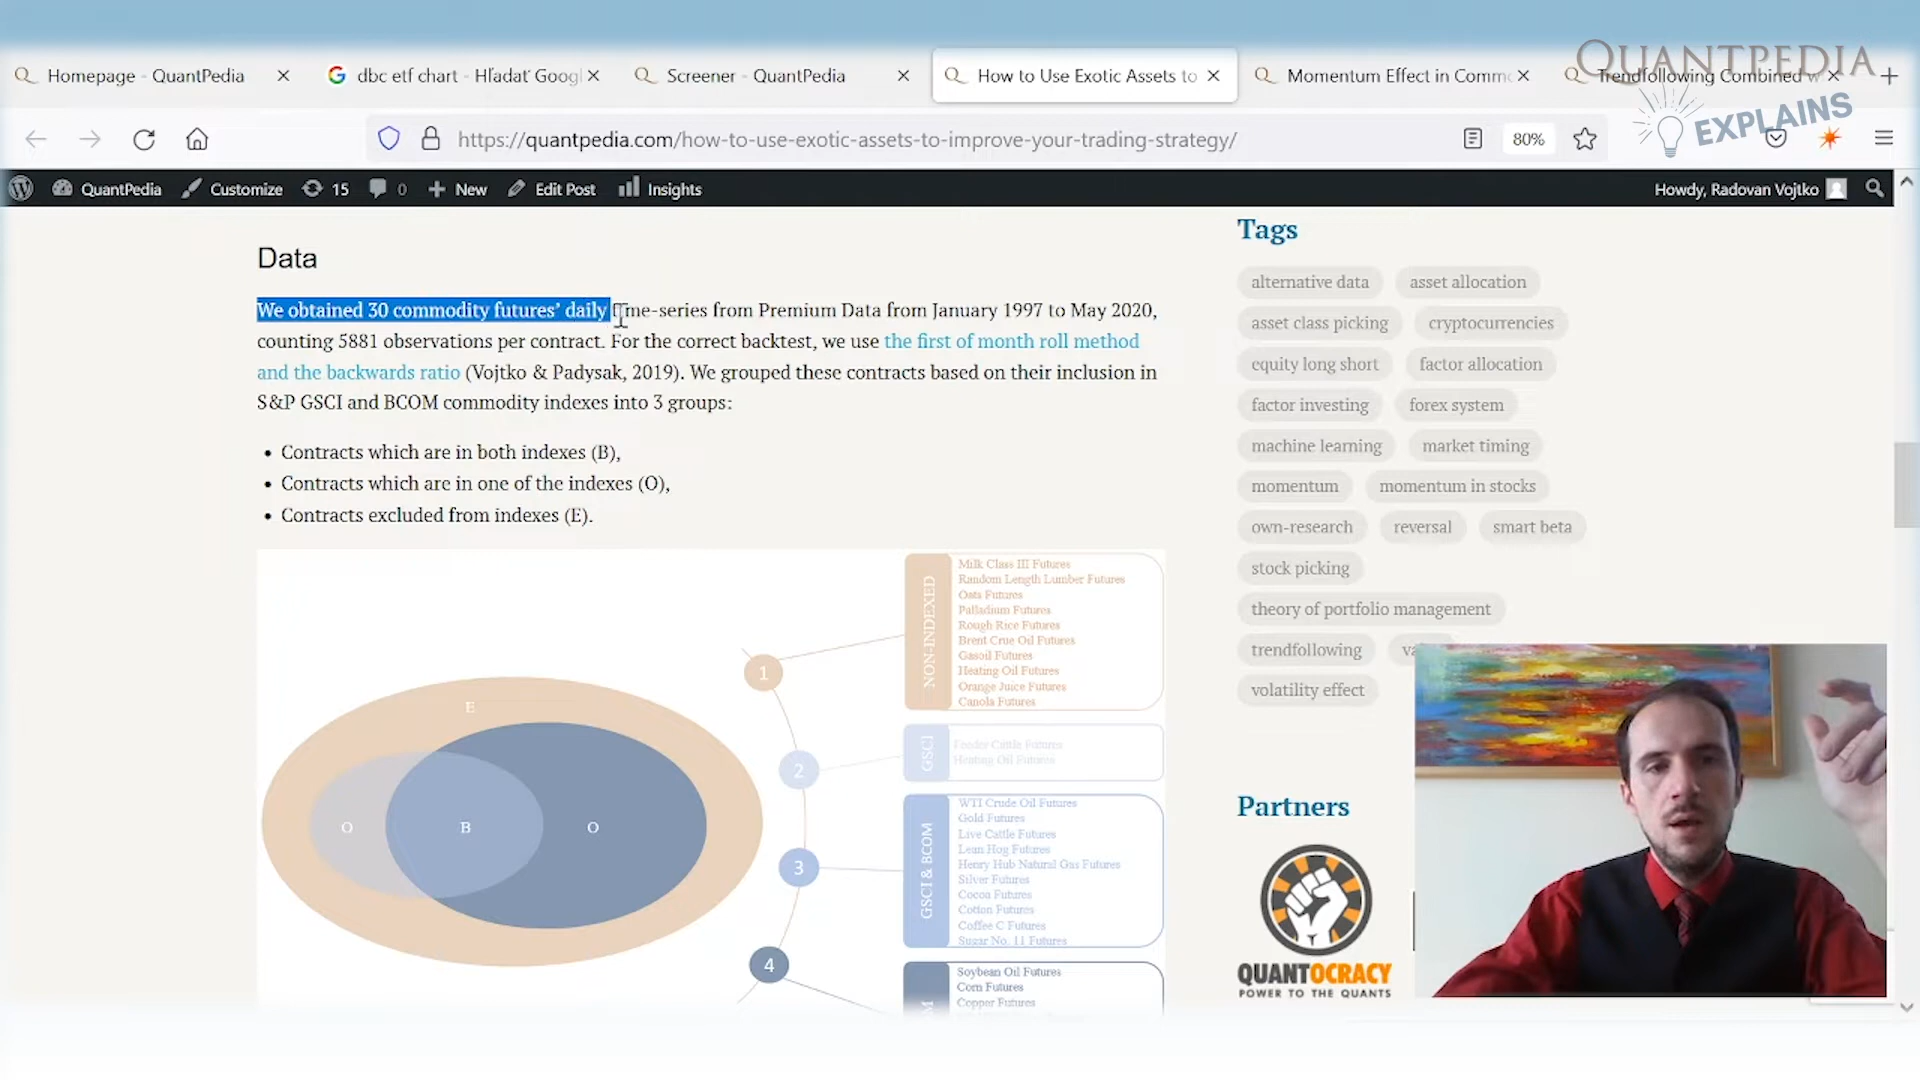 QUANTPEDIA
EXPLAINS
Homepage - QuantPedia
dbc etf chart - Hľadať Googl
Screener - QuantPedia
How to Use Exotic Assets to
Momentum Effect in Commo
Trendfollowing Combined w
https://quantpedia.com/how-to-use-exotic-assets-to-improve-your-trading-strategy/
80%
QuantPedia
Customize
15
0
New
Edit Post
Insights
Howdy, Radovan Vojtko
Data
We obtained 30 commodity futures' daily time-series from Premium Data from January 1997 to May 2020,
counting 5881 observations per contract. For the correct backtest, we use the first of month roll method
and the backwards ratio (Vojtko & Padysak, 2019). We grouped these contracts based on their inclusion in
S&P GSCI and BCOM commodity indexes into 3 groups:
• Contracts which are in both indexes (B),
• Contracts which are in one of the indexes (O),
• Contracts excluded from indexes (E).
E
O
B
O
1
2
3
4
NON-INDEXED
Milk Class III Futures
Random Length Lumber Futures
Oats Futures
Palladium Futures
Rough Rice Futures
Brent Crue Oil Futures
Gasoil Futures
Heating Oil Futures
Orange Juice Futures
Canola Futures
GSCI
Feeder Cattle Futures
Heating Oil Futures
GSCI & BCOM
WTI Crude Oil Futures
Gold Futures
Live Cattle Futures
Lean Hog Futures
Henry Hub Natural Gas Futures
Silver Futures
Cocoa Futures
Cotton Futures
Coffee C Futures
Sugar No. 11 Futures
M
Soybean Oil Futures
Corn Futures
Copper Futures
Tags
alternative data
asset allocation
asset class picking
cryptocurrencies
equity long short
factor allocation
factor investing
forex system
machine learning
market timing
momentum
momentum in stocks
own-research
reversal
smart beta
stock picking
theory of portfolio management
trendfollowing
va
volatility effect
Partners
QUANTOCRACY
POWER TO THE QUANTS